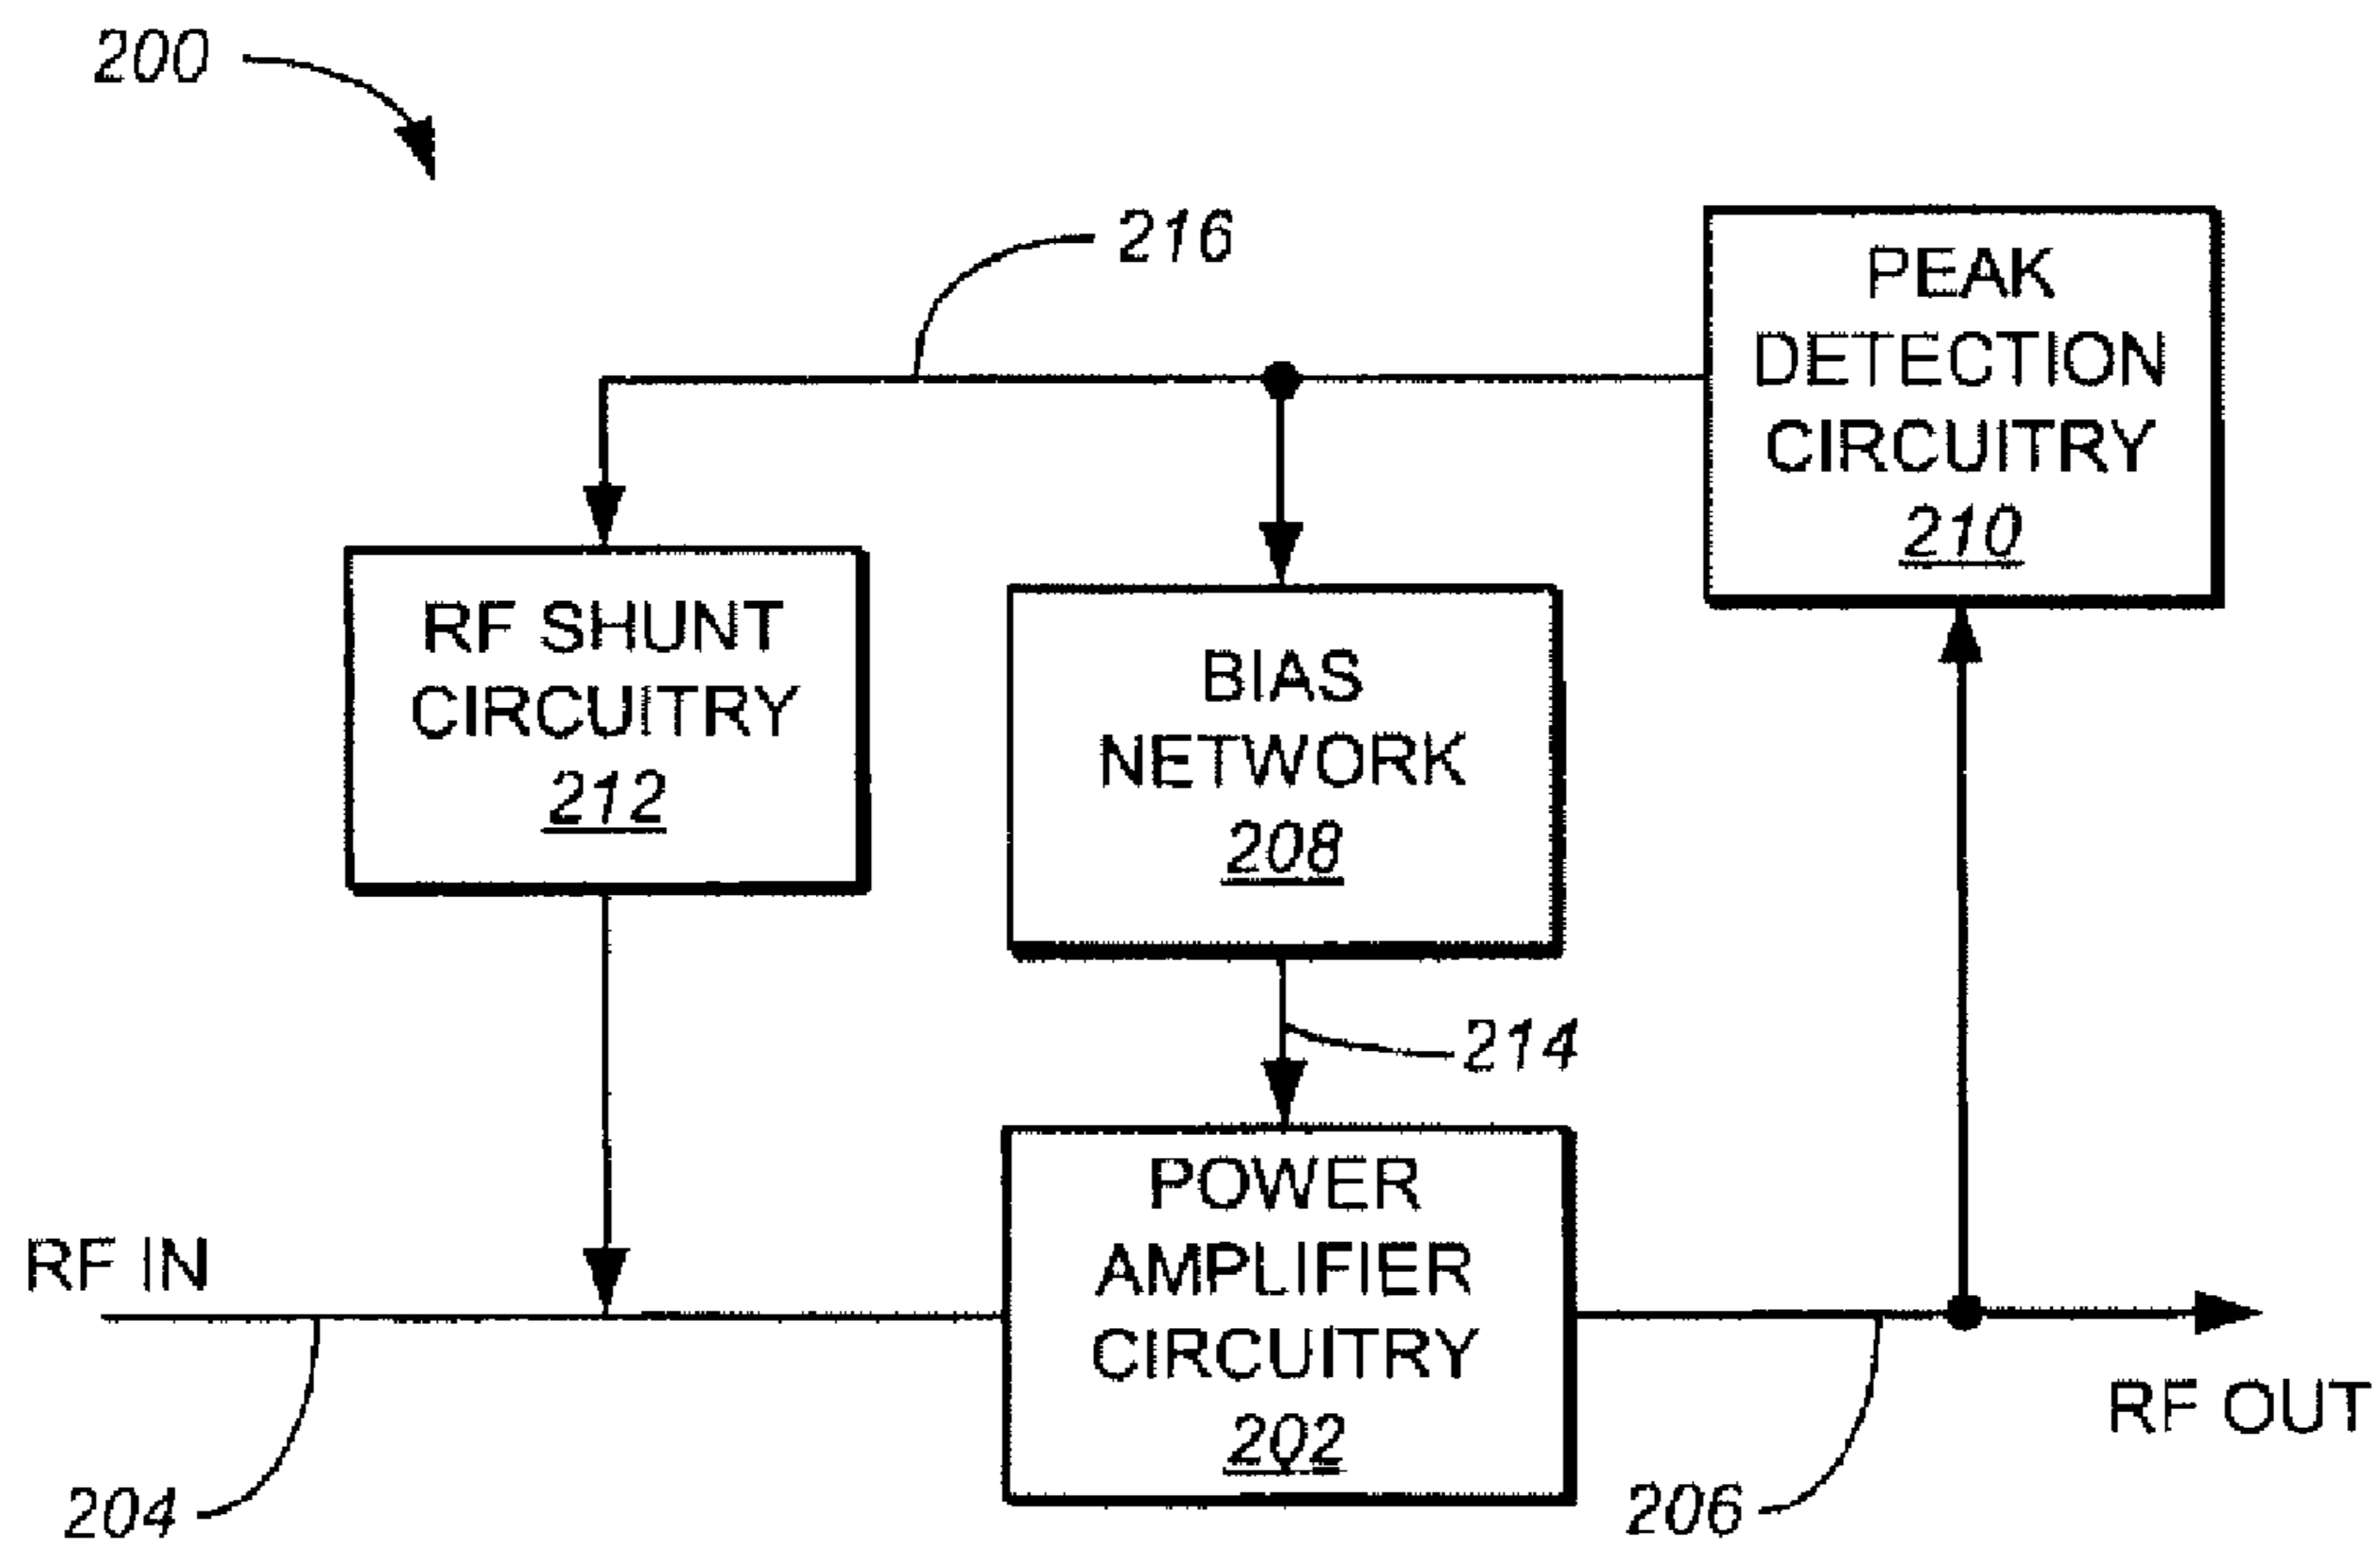 200
216
PEAK
DETECTION
CIRCUITRY
210
RF SHUNT
CIRCUITRY
212
BIAS
NETWORK
208
214
POWER
AMPLIFIER
CIRCUITRY
202
RF IN
RF OUT
204
206